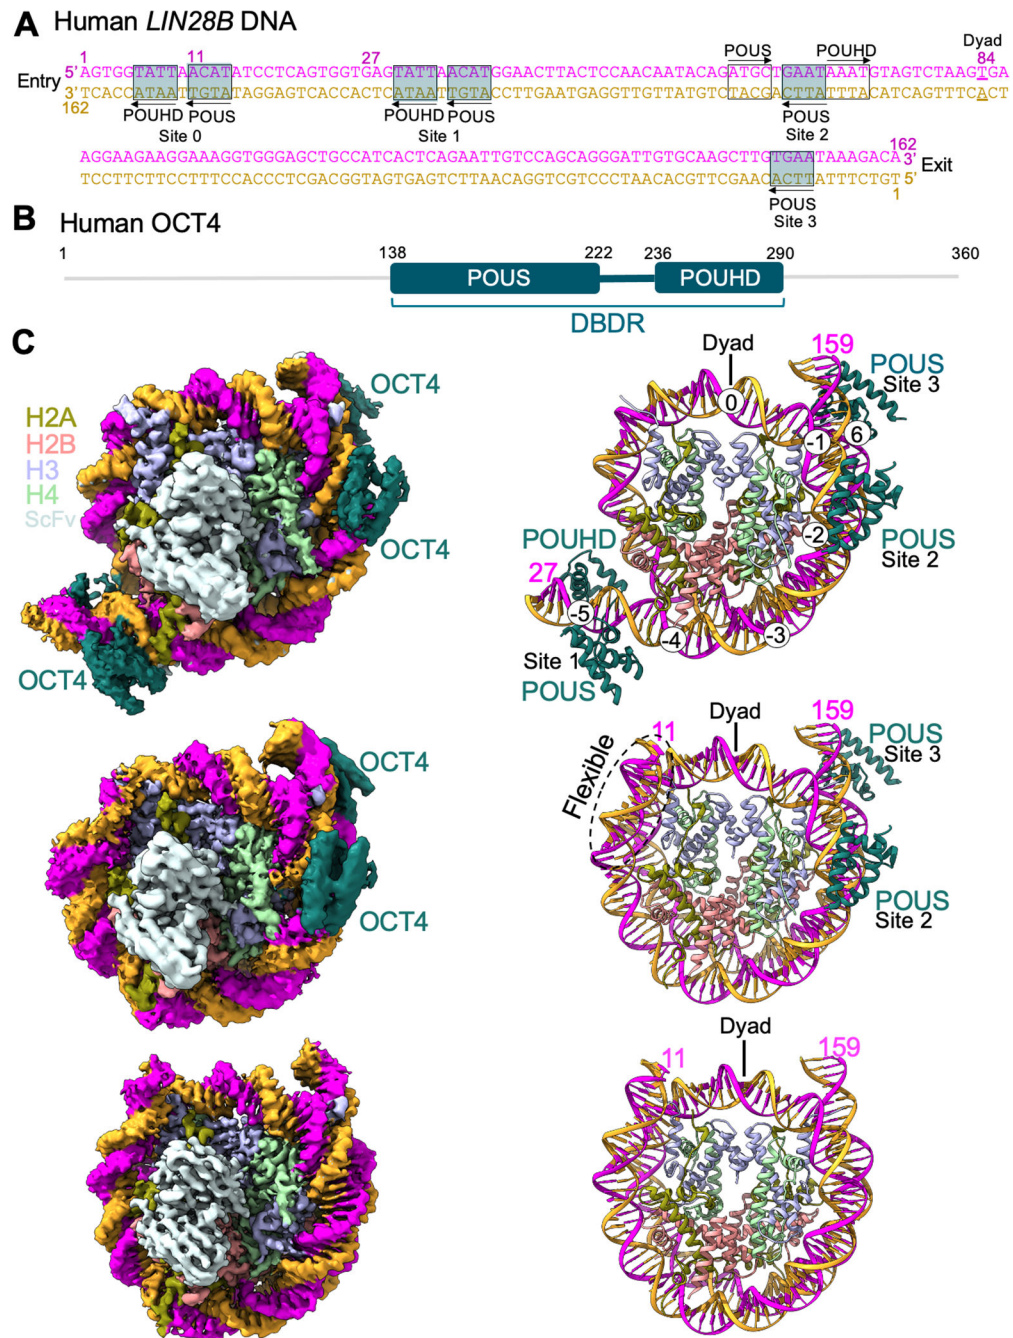 A Human LIN28B DNA
POUS POUHD Dyad
1 11 27 84
Entry
5' AGTGGTATTAACATATCCTCAGTGGTGAGTATTAACATGGAACTTACTCCAACAATACAGATGCTGAATAAATGTAGTCTAAGTGA
3' TCACCATAATTGTATAGGAGTCACCACTCATAATTGTACCTTGAATGAGGTTGTTATGTCTACGACTTATTTACATCAGTTTCACT
162
POUHD POUS POUHD POUS POUS
Site 0 Site 1 Site 2
162
AGGAAGAAGGAAAGGTGGGAGCTGCCATCACTCAGAATTGTCCAGCAGGGATTGTGCAAGCTTGTGAATAAAGACA 3'
Exit
TCCTTCTTCCTTTCCACCCTCGACGGTAGTGAGTCTTAACAGGTCGTCCCTAACACGTTCGAACACTTATTTCTGT 5'
1
POUS
Site 3
B Human OCT4
1 138 222 236 290 360
POUS POUHD
DBDR
C
OCT4
H2A
H2B
H3
H4
ScFv
OCT4
OCT4
Dyad
159
POUS
Site 3
0
-1
6
-2
POUS
Site 2
POUHD
27
-5
-4
-3
Site 1
POUS
OCT4
OCT4
Flexible
11
Dyad
159
POUS
Site 3
POUS
Site 2
Dyad
11
159